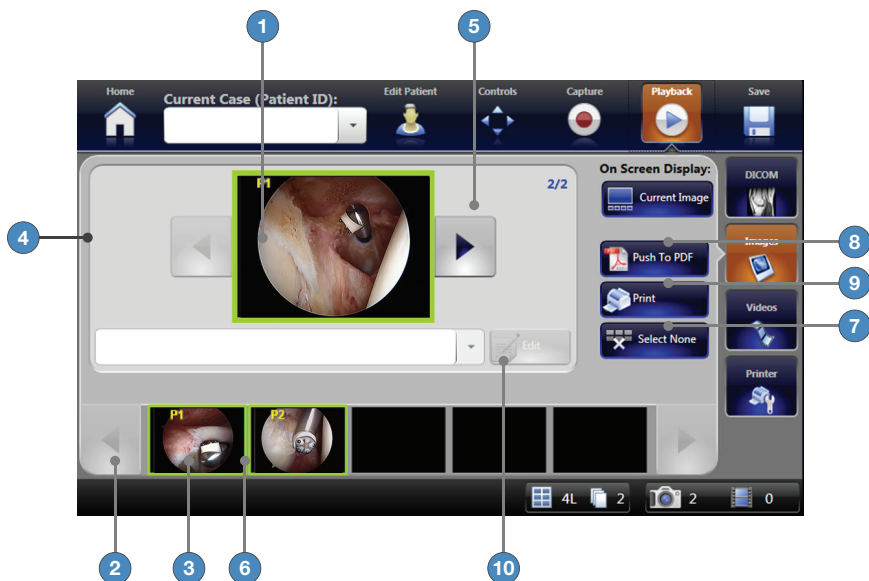 1
5
Home
Current Case (Patient ID):
Edit Patient
Controls
Capture
Playback
Save
P1
2/2
On Screen Display:
Current Image
DICOM
4
8
Push To PDF
Images
9
Print
7
Select None
Videos
Edit
Printer
P1
P2
4L
2
2
0
2
3
6
10